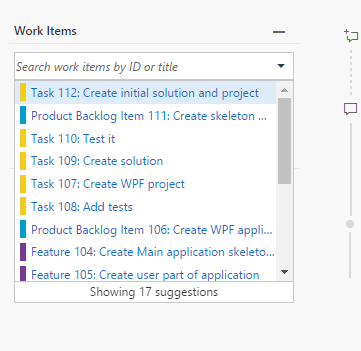 Work Items
Search work items by ID or title
Task 112: Create initial solution and project
Product Backlog Item 111: Create skeleton ...
Task 110: Test it
Task 109: Create solution
Task 107: Create WPF project
Task 108: Add tests
Product Backlog Item 106: Create WPF appli...
Feature 104: Create Main application skeleto...
Feature 105: Create user part of application
Showing 17 suggestions